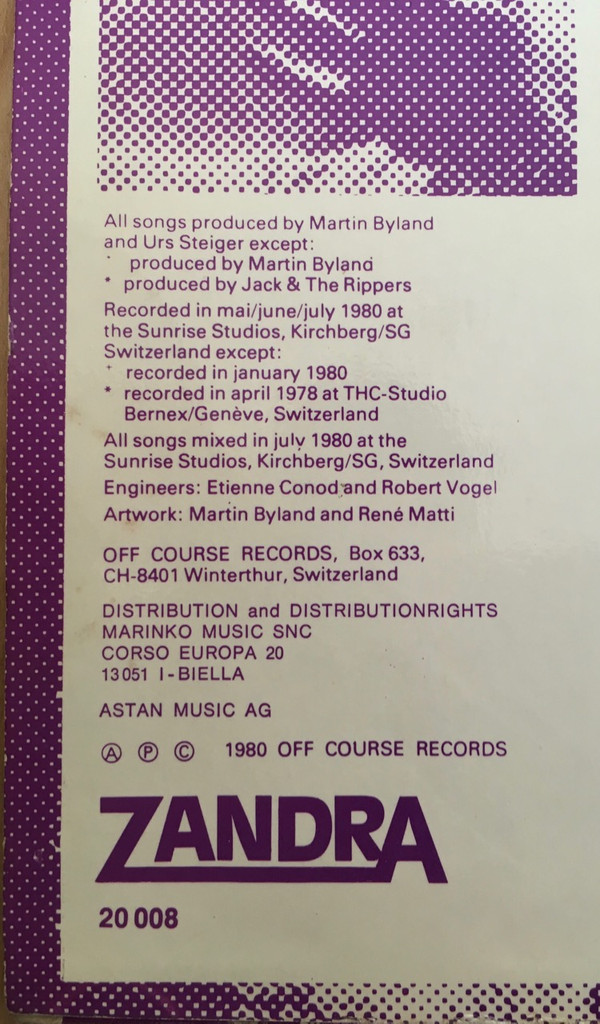 All songs produced by Martin Byland
and Urs Steiger except:
+ produced by Martin Byland
* produced by Jack & The Rippers
Recorded in mai/june/july 1980 at
the Sunrise Studios, Kirchberg/SG
Switzerland except:
+ recorded in january 1980
* recorded in april 1978 at THC-Studio
Bernex/Genève, Switzerland
All songs mixed in july 1980 at the
Sunrise Studios, Kirchberg/SG, Switzerland
Engineers: Etienne Conod and Robert Vogel
Artwork: Martin Byland and René Matti
OFF COURSE RECORDS, Box 633,
CH-8401 Winterthur, Switzerland
DISTRIBUTION and DISTRIBUTIONRIGHTS
MARINKO MUSIC SNC
CORSO EUROPA 20
13051 I-BIELLA
ASTAN MUSIC AG
Ⓐ Ⓟ Ⓒ 1980 OFF COURSE RECORDS
ZANDRA
20 008